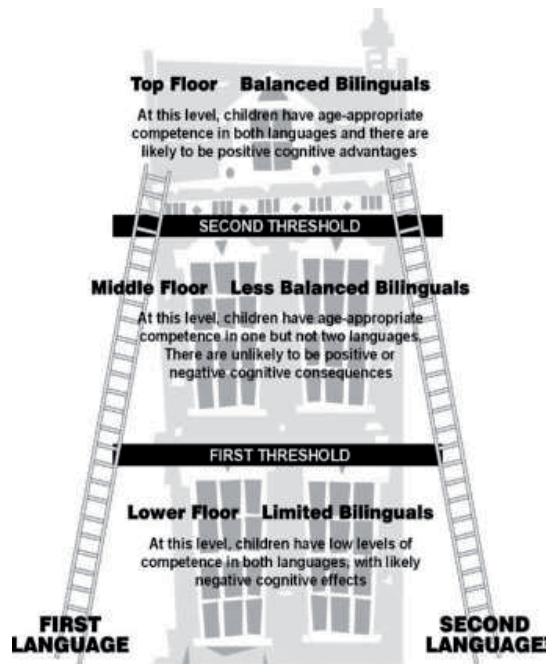 Top Floor Balanced Bilinguals
At this level, children have age-appropriate
competence in both languages and there are
likely to be positive cognitive advantages
SECOND THRESHOLD
Middle Floor Less Balanced Bilinguals
At this level, children have age-appropriate
competence in one but not two languages.
There are unlikely to be positive or
negative cognitive consequences
FIRST THRESHOLD
Lower Floor Limited Bilinguals
At this level, children have low levels of
competence in both languages, with likely
negative cognitive effects
FIRST
LANGUAGE
SECOND
LANGUAGE